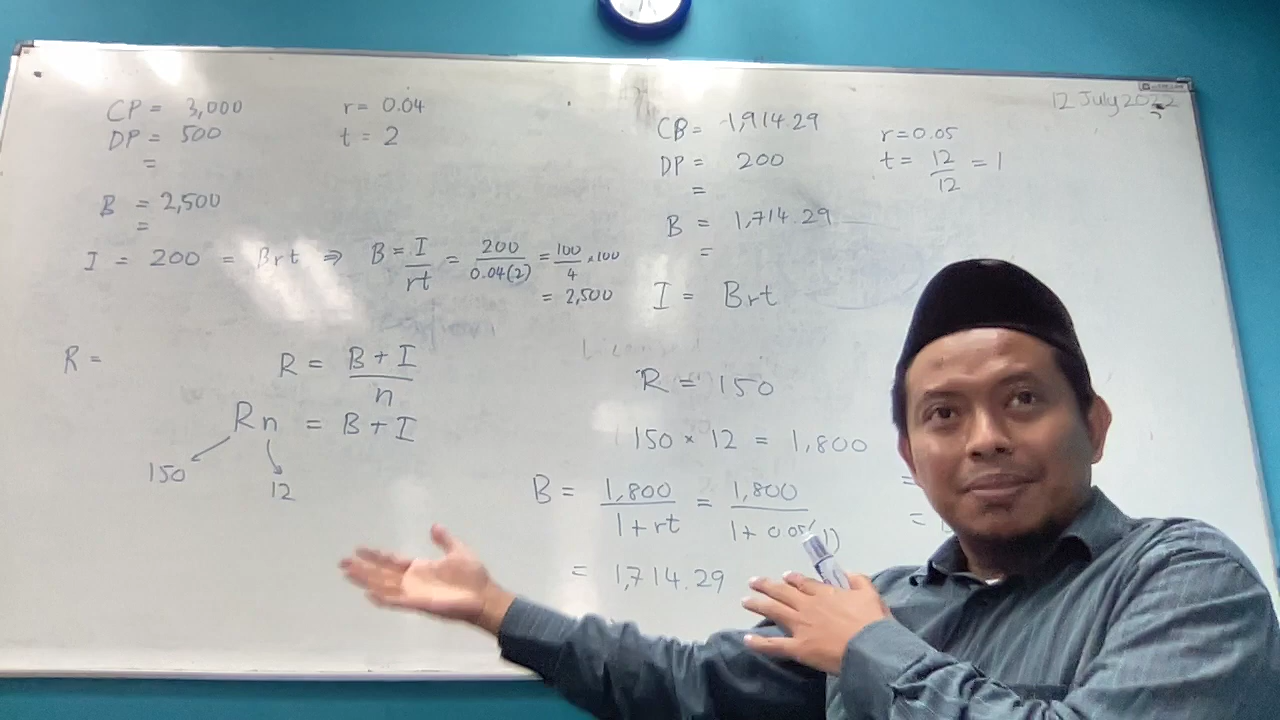 12 July 2022
CP = 3,000
r = 0.04
DP = 500
t = 2
=
B = 2,500
=
I = 200 = Brt ⇒ B = I/rt = 200/0.04(2) = 100/4 × 100
= 2,500
R =
R = B + I/n
Rn = B + I
150
12
CB = 1,914.29
r = 0.05
DP = 200
t = 12/12 = 1
=
B = 1,714.29
=
I = Brt
R = 150
150 × 12 = 1,800
B = 1,800/1 + rt = 1,800/1 + 0.05(1)
= 1,714.29
=
=